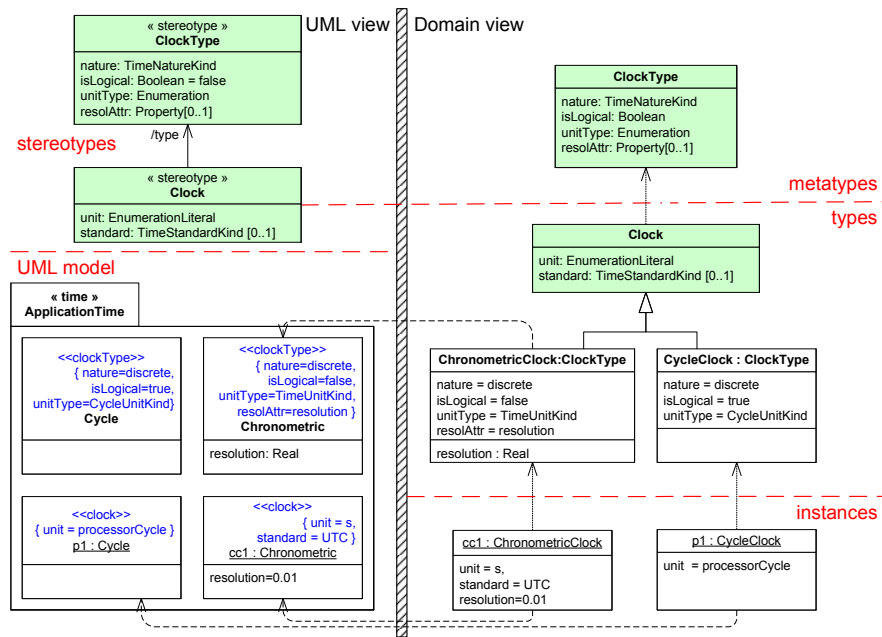 UML view
Domain view
« stereotype »
ClockType
nature: TimeNatureKind
isLogical: Boolean = false
unitType: Enumeration
resolAttr: Property[0..1]
/type
stereotypes
« stereotype »
Clock
unit: EnumerationLiteral
standard: TimeStandardKind [0..1]
UML model
« time »
ApplicationTime
<<clockType>>
{ nature=discrete,
isLogical=true,
unitType=CycleUnitKind}
Cycle
<<clockType>>
{ nature=discrete,
isLogical=false,
unitType=TimeUnitKind,
resolAttr=resolution }
Chronometric
resolution: Real
<<clock>>
{ unit = processorCycle }
p1 : Cycle
<<clock>>
{ unit = s,
standard = UTC }
cc1 : Chronometric
resolution=0.01
ClockType
nature: TimeNatureKind
isLogical: Boolean
unitType: Enumeration
resolAttr: Property[0..1]
metatypes
types
Clock
unit: EnumerationLiteral
standard: TimeStandardKind [0..1]
ChronometricClock:ClockType
nature = discrete
isLogical = false
unitType = TimeUnitKind
resolAttr = resolution
resolution : Real
CycleClock : ClockType
nature = discrete
isLogical = true
unitType = CycleUnitKind
instances
cc1 : ChronometricClock
unit = s,
standard = UTC
resolution=0.01
p1 : CycleClock
unit = processorCycle